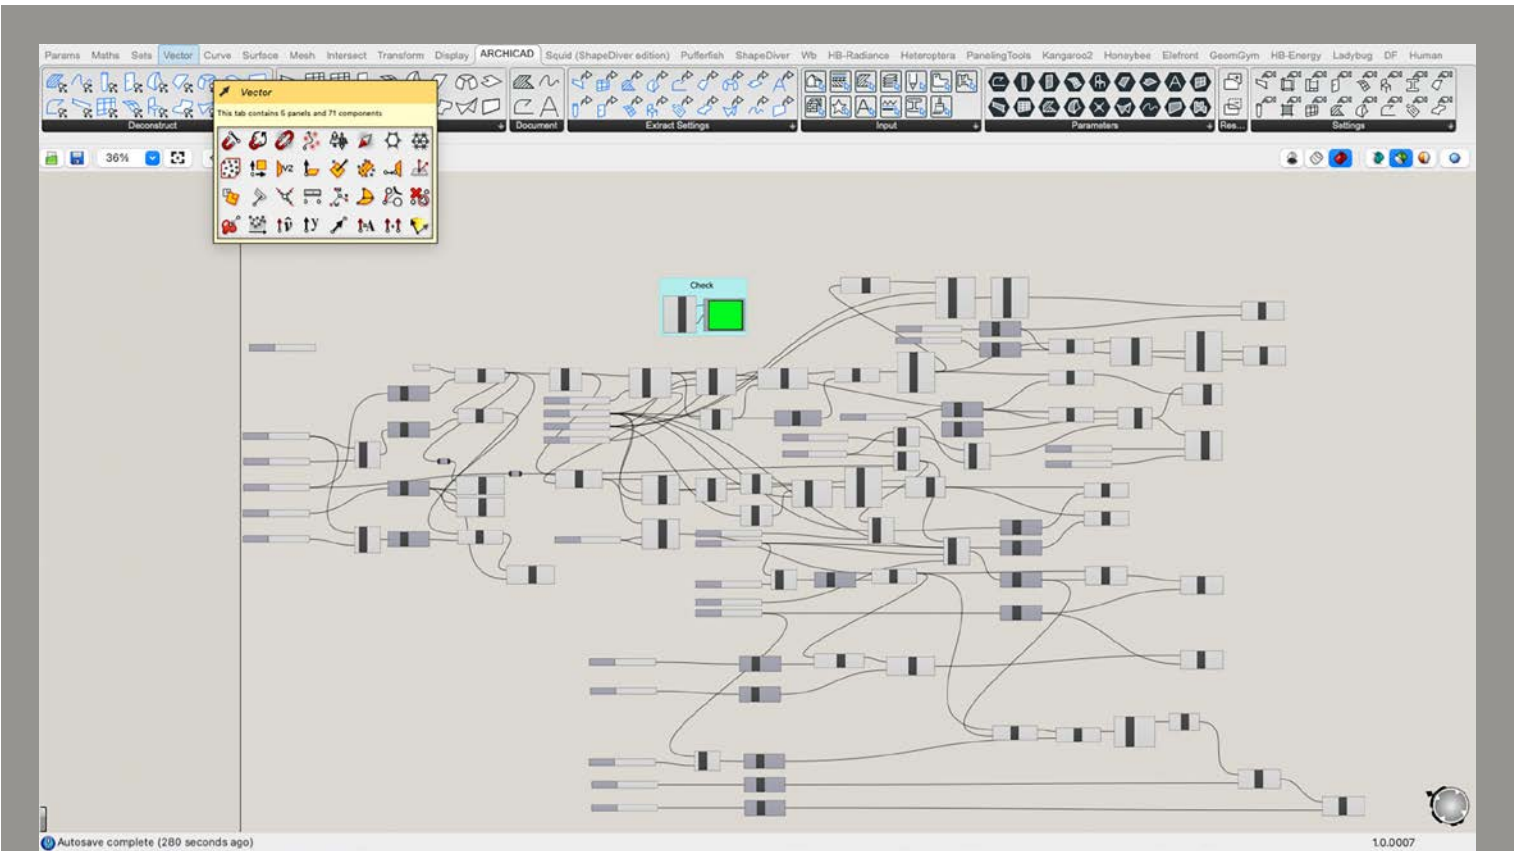 Params Maths Sets Vector Curve Surface Mesh Intersect Transform Display ARCHICAD Squid (ShapeDiver edition) Pufferfish ShapeDiver Wb HB-Radiance Heteroptera PanelingTools Kangaroo2 Honeybee Elefront GeomGym HB-Energy Ladybug DF Human
Vector
This tab contains 5 panels and 71 components
Deconstruct
Document
Extract Settings
Input
Parameters
Res...
Settings
36%
Check
Autosave complete (280 seconds ago)
1.0.0007